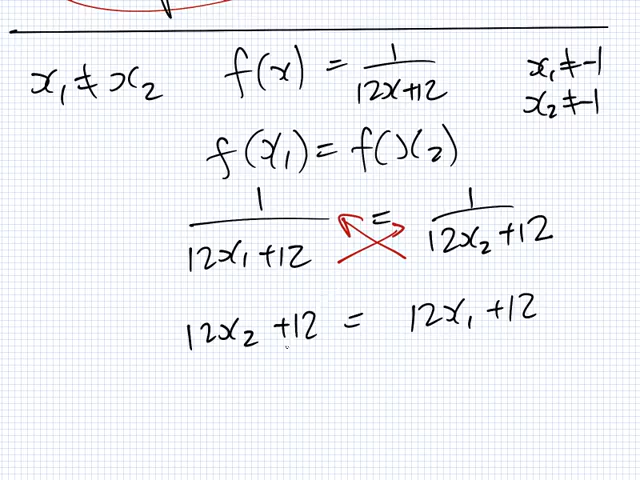 x₁ ≠ x₂ f(x) = 1/(12x+12) x₁ ≠ -1
x₂ ≠ -1
f(x₁) = f(x₂)
1/(12x₁+12) = 1/(12x₂+12)
12x₂ +12 = 12x₁ +12